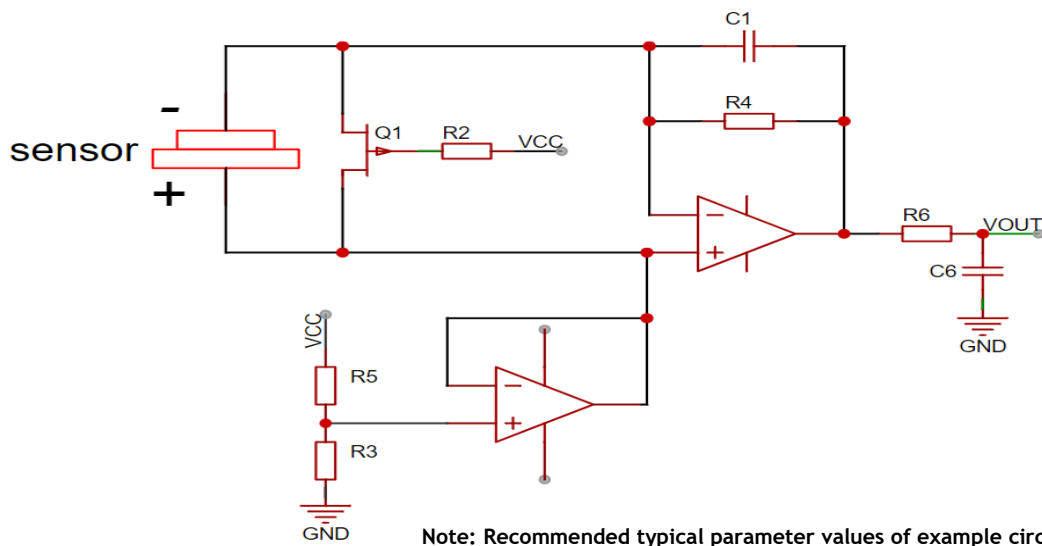 C1
R4
-
Q1
R2
VCC
sensor
+
−
+
R6
VOUT
C6
GND
VCC
R5
−
+
R3
GND
Note: Recommended typical parameter values of example circ